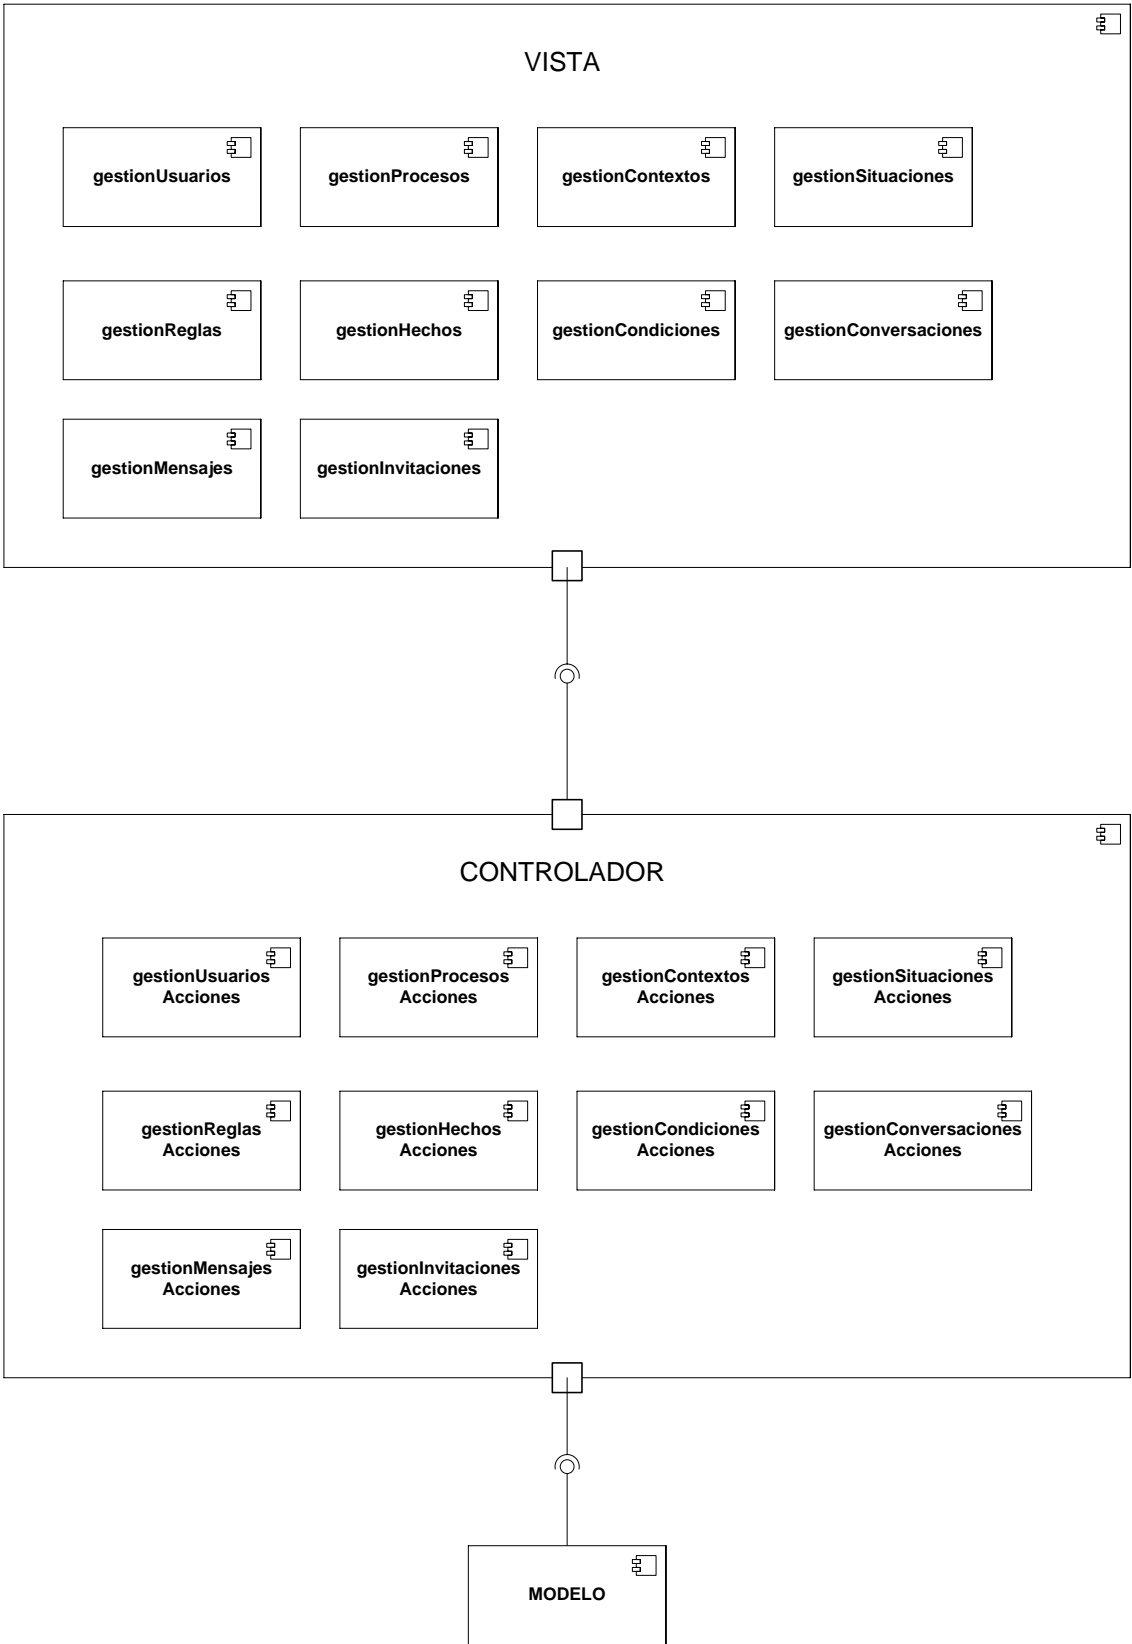 VISTA
gestionUsuarios
gestionProcesos
gestionContextos
gestionSituaciones
gestionReglas
gestionHechos
gestionCondiciones
gestionConversaciones
gestionMensajes
gestionInvitaciones
CONTROLADOR
gestionUsuarios
Acciones
gestionProcesos
Acciones
gestionContextos
Acciones
gestionSituaciones
Acciones
gestionReglas
Acciones
gestionHechos
Acciones
gestionCondiciones
Acciones
gestionConversaciones
Acciones
gestionMensajes
Acciones
gestionInvitaciones
Acciones
MODELO